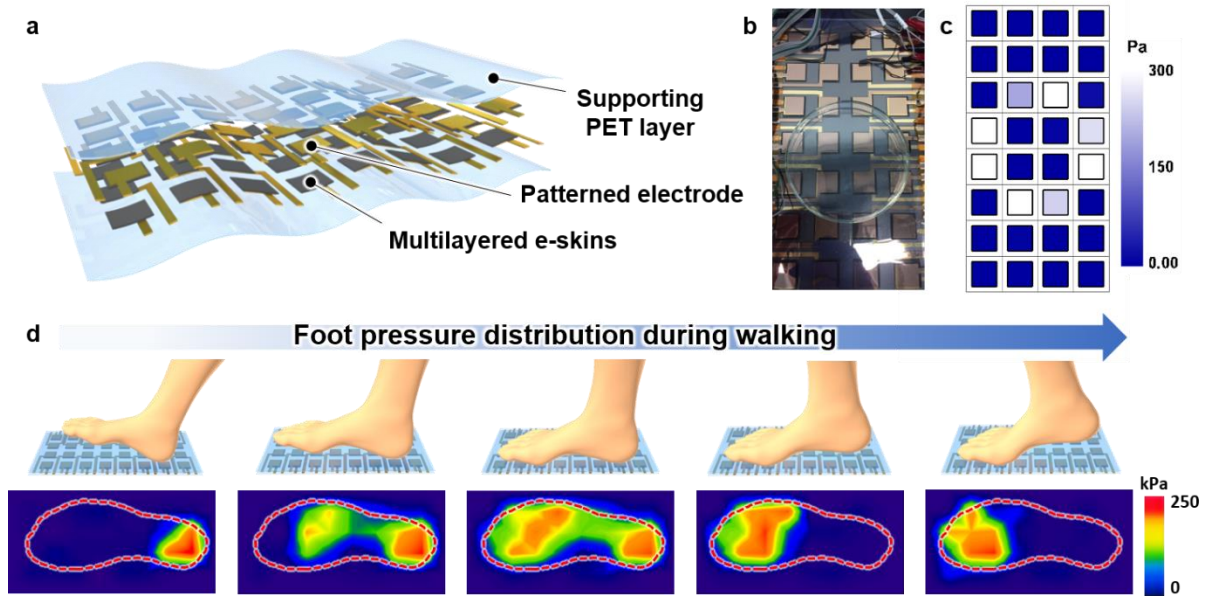 a
Supporting
PET layer
Patterned electrode
Multilayered e-skins
b
c
Pa
300
150
0.00
d
Foot pressure distribution during walking
kPa
250
0